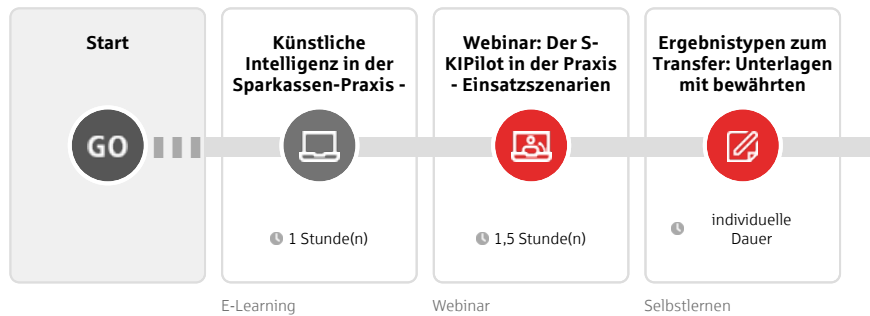 Start
GO
Künstliche
Intelligenz in der
Sparkassen-Praxis -
1 Stunde(n)
E-Learning
Webinar: Der S-
KIPilot in der Praxis
- Einsatzszenarien
1,5 Stunde(n)
Webinar
Ergebnistypen zum
Transfer: Unterlagen
mit bewährten
individuelle
Dauer
Selbstlernen